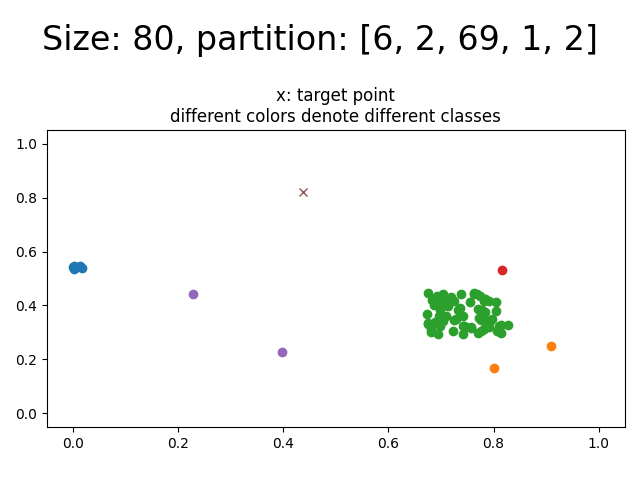 Size: 80, partition: [6, 2, 69, 1, 2]
x: target point
different colors denote different classes
1.0
0.8
0.6
0.4
0.2
0.0
0.0 0.2 0.4 0.6 0.8 1.0